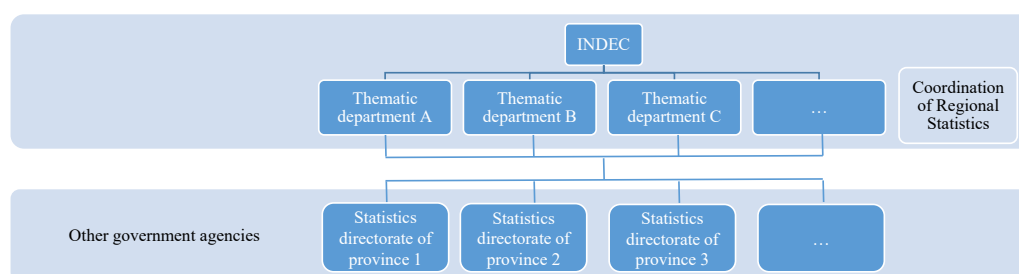 INDEC
Thematic
department A
Thematic
department B
Thematic
department C
…
Coordination
of Regional
Statistics
Other government agencies
Statistics
directorate of
province 1
Statistics
directorate of
province 2
Statistics
directorate of
province 3
…